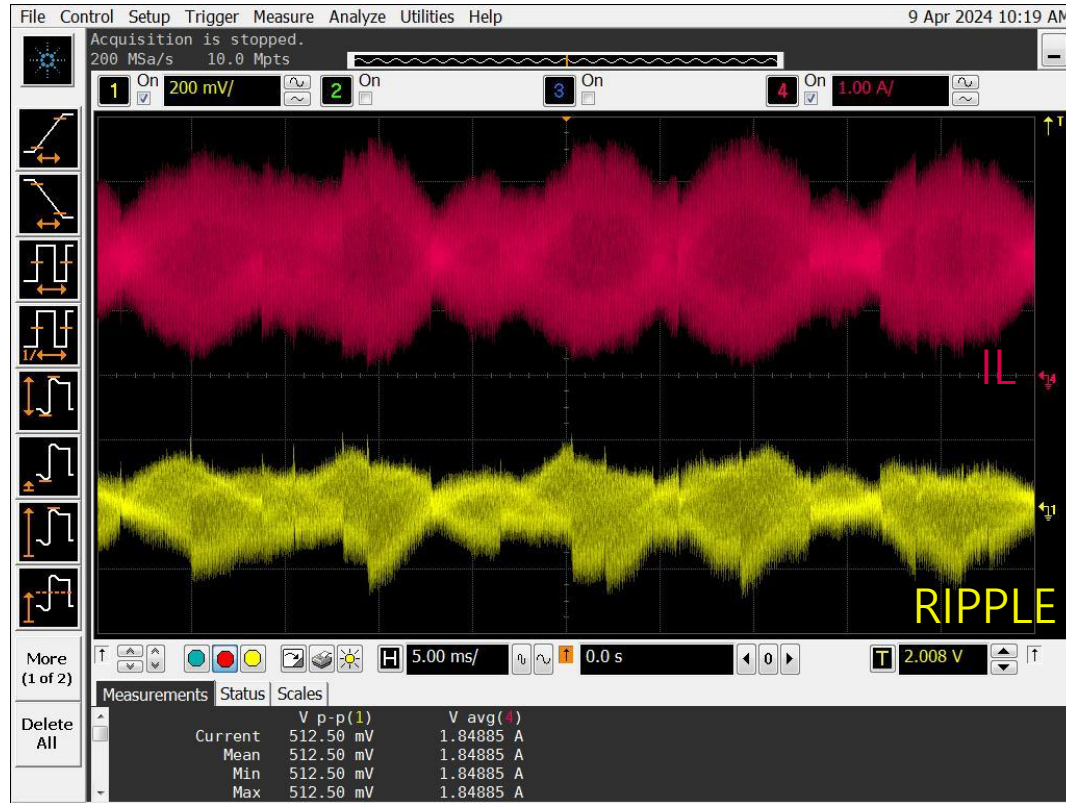 File Control Setup Trigger Measure Analyze Utilities Help 9 Apr 2024 10:19 AM
Acquisition is stopped.
200 MSa/s 10.0 Mpts
1 On 200 mV/ 2 On 3 On 4 On 1.00 A/
T
1/
IL
4
1
RIPPLE
More
(1 of 2)
Delete
All
H 5.00 ms/ 0.0 s 0 T 2.008 V
Measurements Status Scales
V p-p(1) V avg(4)
Current 512.50 mV 1.84885 A
Mean 512.50 mV 1.84885 A
Min 512.50 mV 1.84885 A
Max 512.50 mV 1.84885 A